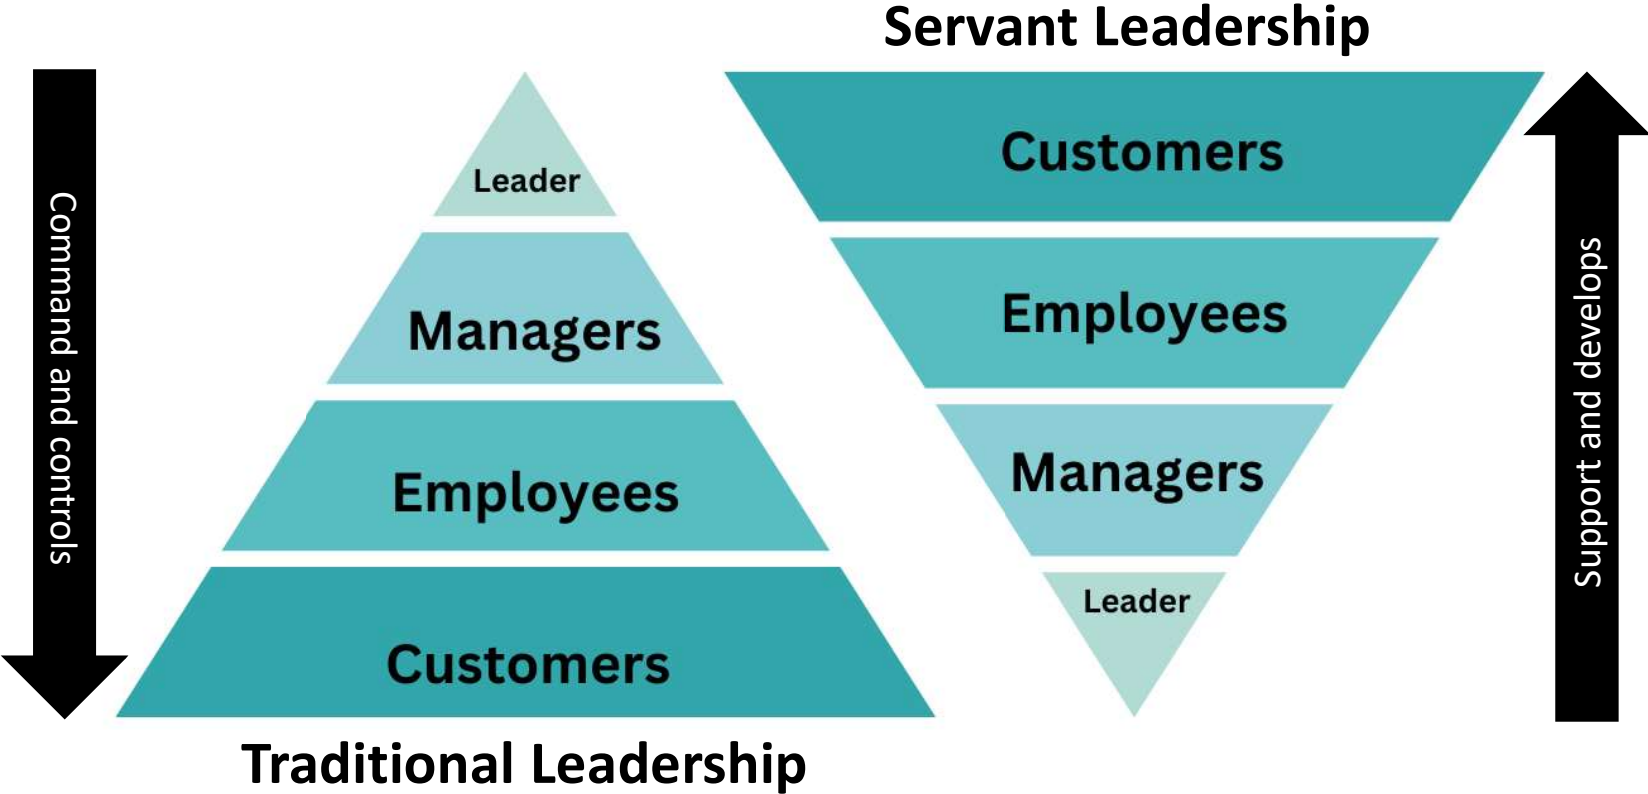 Servant Leadership
Command and controls
Leader
Managers
Employees
Customers
Traditional Leadership
Customers
Employees
Managers
Leader
Support and develops